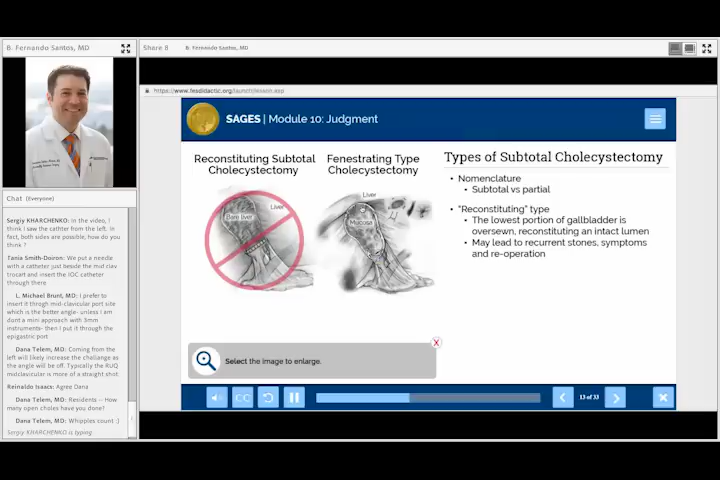 B. Fernando Santos, MD
Share 8
B. Fernando Santos, MD
https://www.fesdidactic.org/launch/lesson.asp
SAGES | Module 10: Judgment
Reconstituting Subtotal
Cholecystectomy
Bare liver
Liver
Fenestrating Type
Cholecystectomy
Liver
Mucosa
Types of Subtotal Cholecystectomy
• Nomenclature
• Subtotal vs partial
• "Reconstituting" type
• The lowest portion of gallbladder is
oversewn, reconstituting an intact lumen
• May lead to recurrent stones, symptoms
and re-operation
X
Select the image to enlarge.
CC
13 of 33
Chat (Everyone)
Sergiy KHARCHENKO: In the video, I
think I saw the cathter from the left. In
fact, both sides are possible, how do you
think ?
Tania Smith-Doiron: We put a needle
with a catheter just beside the mid clav
trocart and insert the IOC catheter
through there
L. Michael Brunt, MD: I prefer to
insert it throgh mid-clavicular port site
which is the better angle- unless I am
dont a mini approach with 3mm
instruments- then I put it through the
epigastric port
Dana Telem, MD: Coming from the
left will likely increase the challange as
the angle will be off. Typically the RUQ
midclavicular is more of a straight shot
Reinaldo Isaacs: Agree Dana
Dana Telem, MD: Residents -- How
many open choles have you done?
Dana Telem, MD: Whipples count :)
Sergiy KHARCHENKO is typing